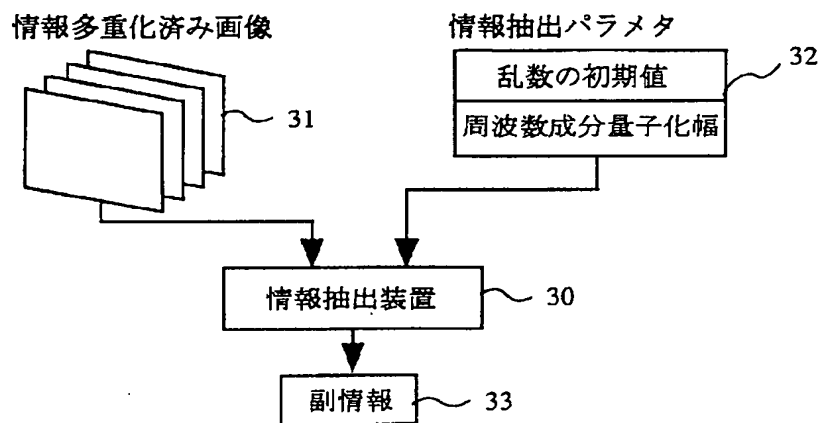 情報多重化済み画像
情報抽出パラメタ
乱数の初期値
周波数成分量子化幅
32
31
情報抽出装置
30
副情報
33